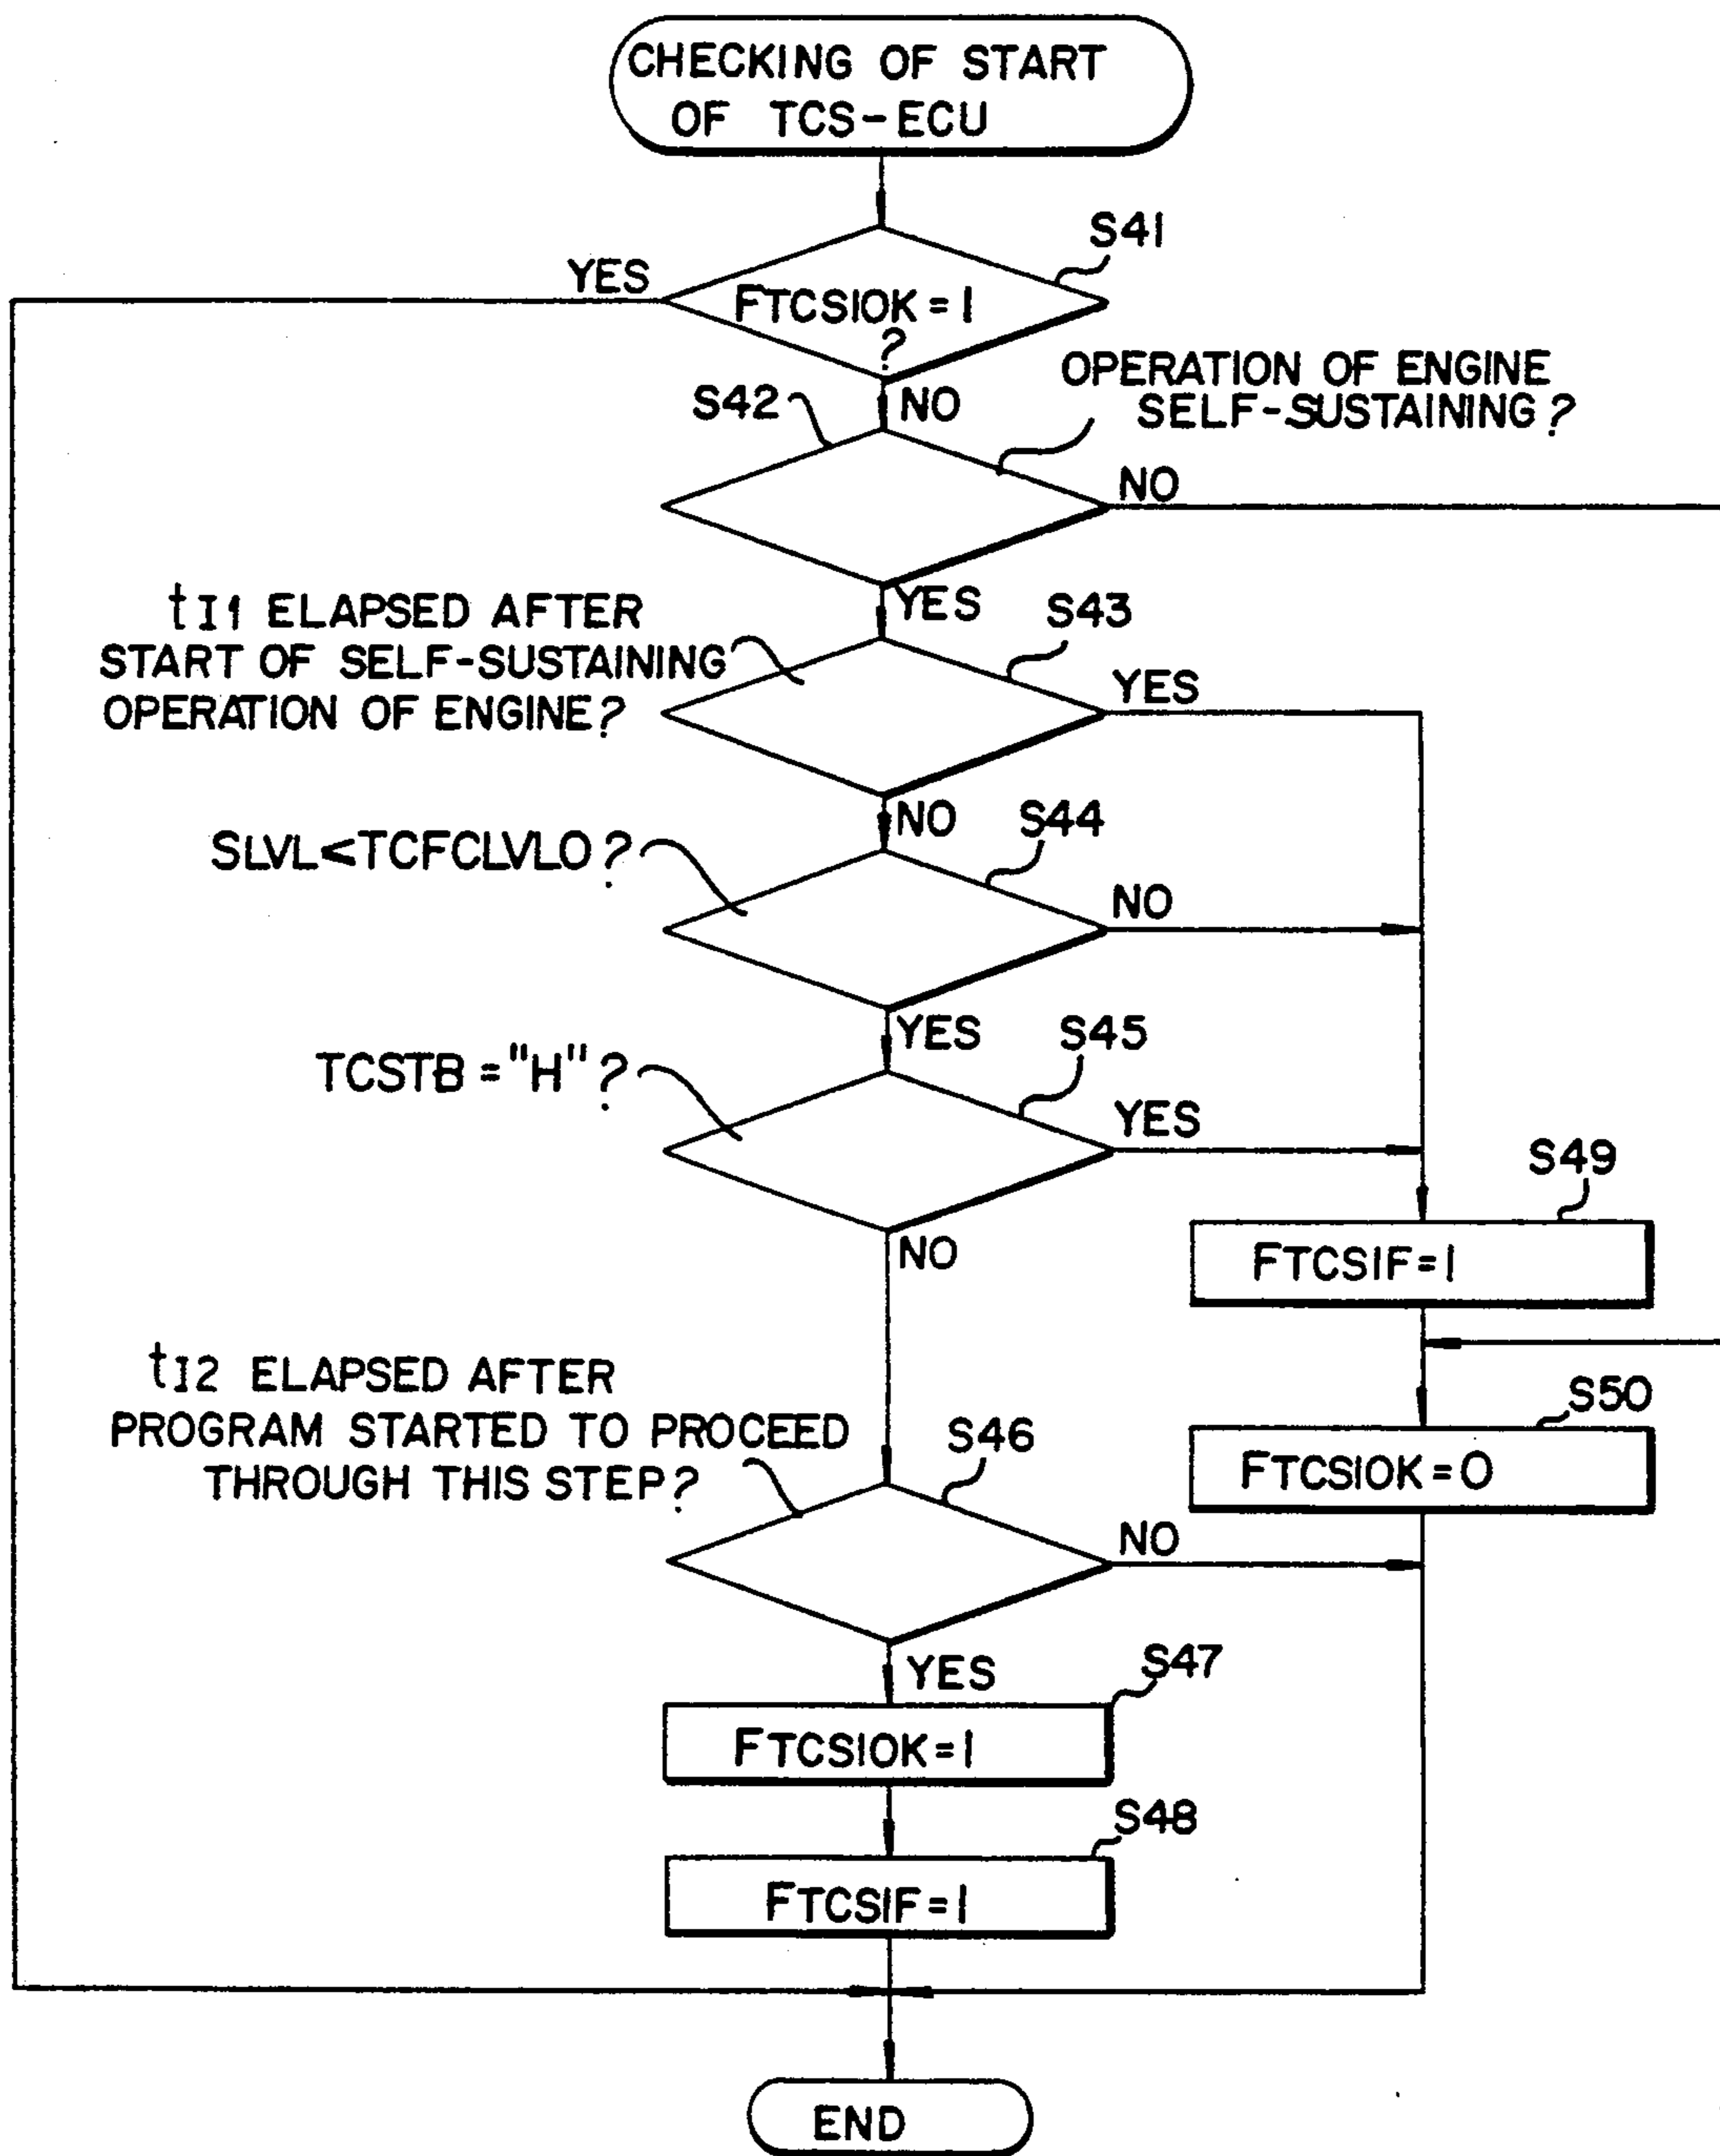 CHECKING OF START
OF TCS-ECU
S41
YES
FTCSIOK=1
?
NO
S42
OPERATION OF ENGINE
SELF-SUSTAINING?
NO
YES
tI1 ELAPSED AFTER
START OF SELF-SUSTAINING
OPERATION OF ENGINE?
S43
YES
NO
S44
SLVL<TCFCLVLO?
NO
YES
S45
TCSTB="H"?
YES
NO
S49
FTCSIF=1
tI2 ELAPSED AFTER
PROGRAM STARTED TO PROCEED
THROUGH THIS STEP?
S46
NO
S50
FTCSIOK=0
YES
S47
FTCSIOK=1
S48
FTCSIF=1
END